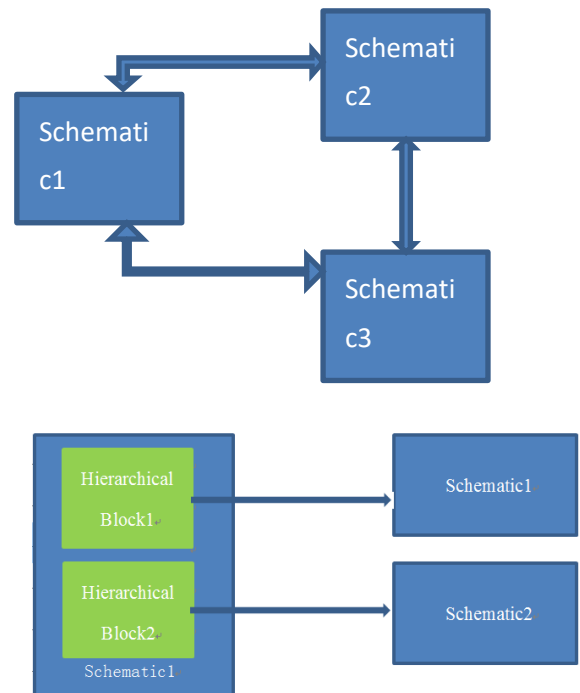 Schemati
c2
Schemati
c1
Schemati
c3
Hierarchical
Block1
Schematic1
Hierarchical
Block2
Schematic2
Schematic1